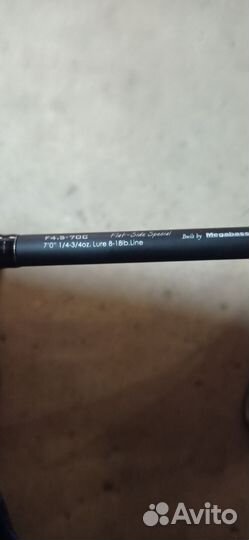 F4.5-70C Flat-Side Special Built by Megabass
7'0" 1/4-3/4oz. Lure 8-18lb.Line
Avito